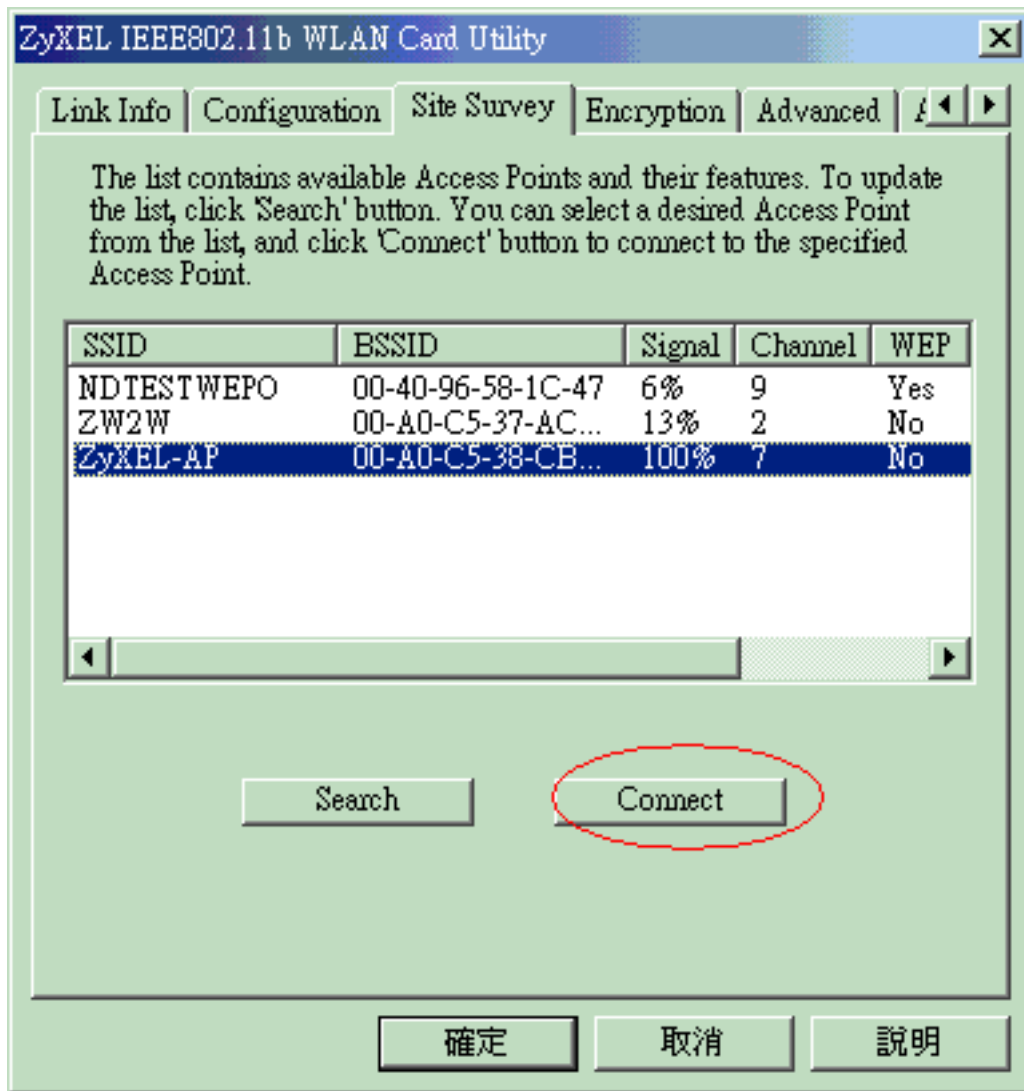 ZyXEL IEEE802.11b WLAN Card Utility
Link Info Configuration Site Survey Encryption Advanced
The list contains available Access Points and their features. To update
the list, click 'Search' button. You can select a desired Access Point
from the list, and click 'Connect' button to connect to the specified
Access Point.
SSID BSSID Signal Channel WEP
NDTESTWEPO 00-40-96-58-1C-47 6% 9 Yes
ZW2W 00-A0-C5-37-AC... 13% 2 No
ZyXEL-AP 00-A0-C5-38-CB... 100% 7 No
Search Connect
確定 取消 說明